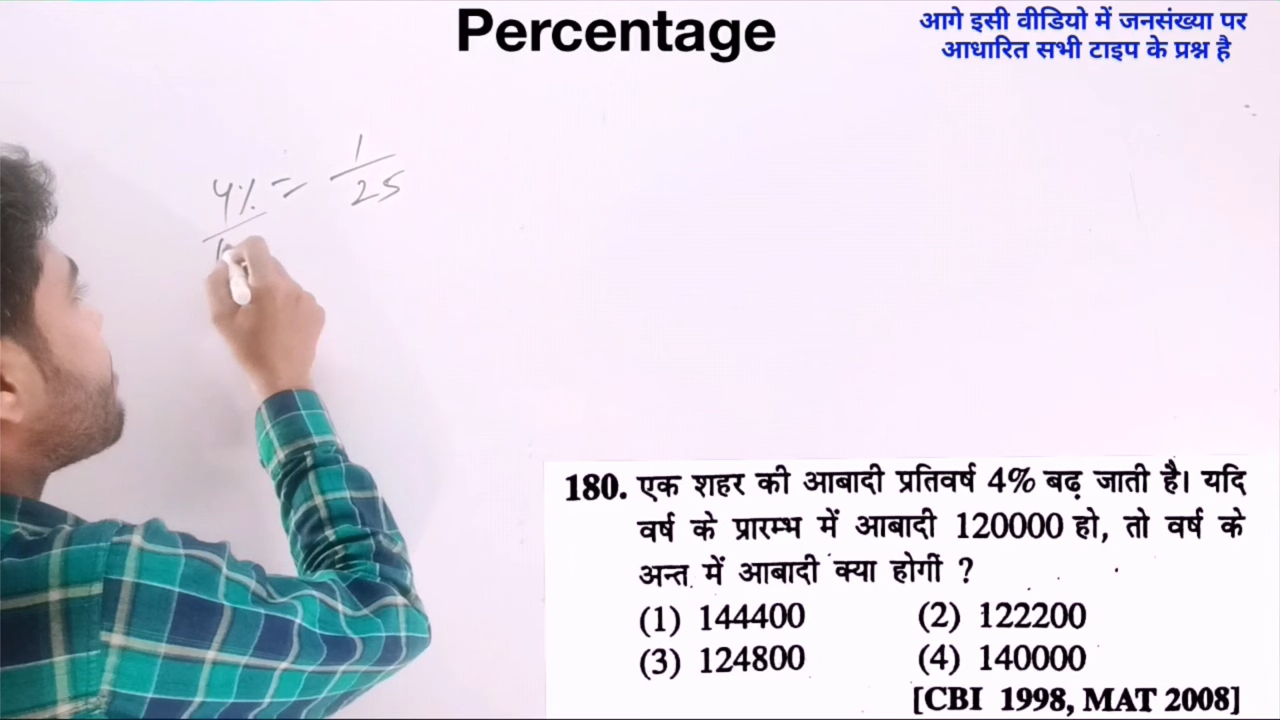 Percentage
आगे इसी वीडियो में जनसंख्या पर
आधारित सभी टाइप के प्रश्न है
4% = 1/25
180. एक शहर की आबादी प्रतिवर्ष 4% बढ़ जाती है। यदि
वर्ष के प्रारम्भ में आबादी 120000 हो, तो वर्ष के
अन्त में आबादी क्या होगी ?
(1) 144400 (2) 122200
(3) 124800 (4) 140000
[CBI 1998, MAT 2008]